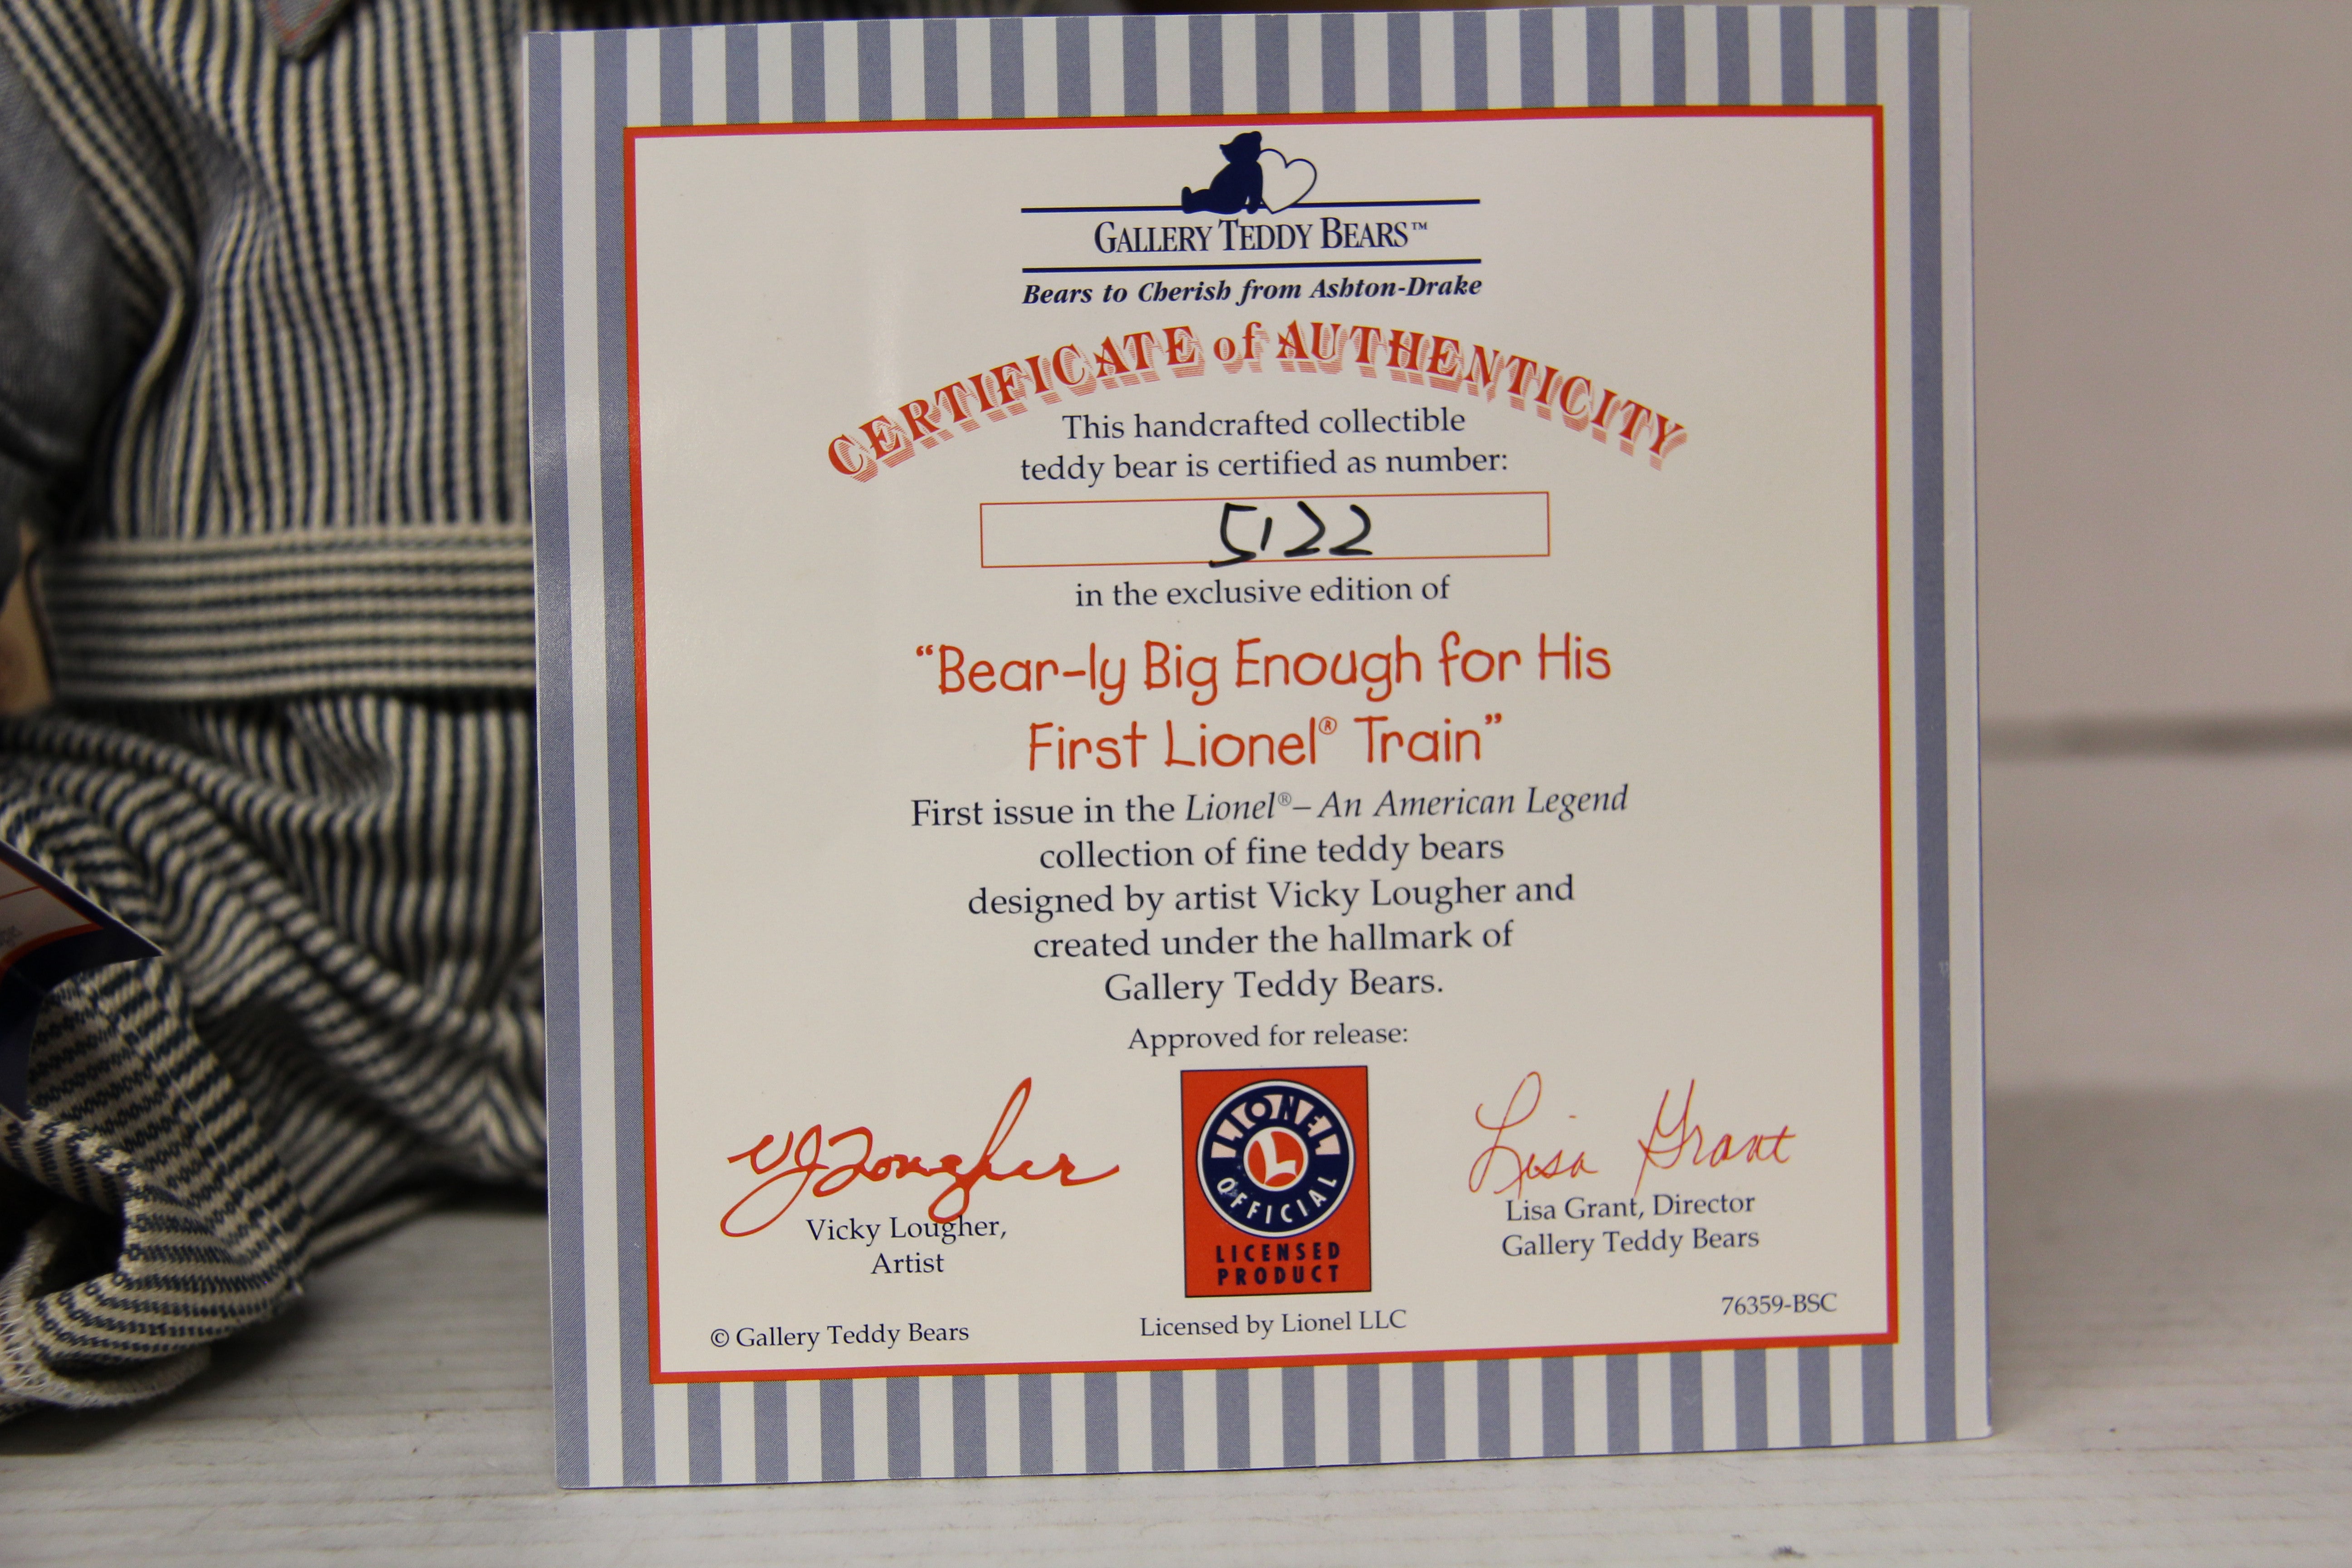 GALLERY TEDDY BEARS™
Bears to Cherish from Ashton-Drake
CERTIFICATE of AUTHENTICITY
This handcrafted collectible
teddy bear is certified as number:
5122
in the exclusive edition of
“Bear-ly Big Enough for His
First Lionel® Train”
First issue in the Lionel®– An American Legend
collection of fine teddy bears
designed by artist Vicky Lougher and
created under the hallmark of
Gallery Teddy Bears.
Approved for release:
VJ Lougher
Vicky Lougher,
Artist
LIONEL
L
OFFICIAL
LICENSED
PRODUCT
Lisa Grant
Lisa Grant, Director
Gallery Teddy Bears
© Gallery Teddy Bears
Licensed by Lionel LLC
76359-BSC